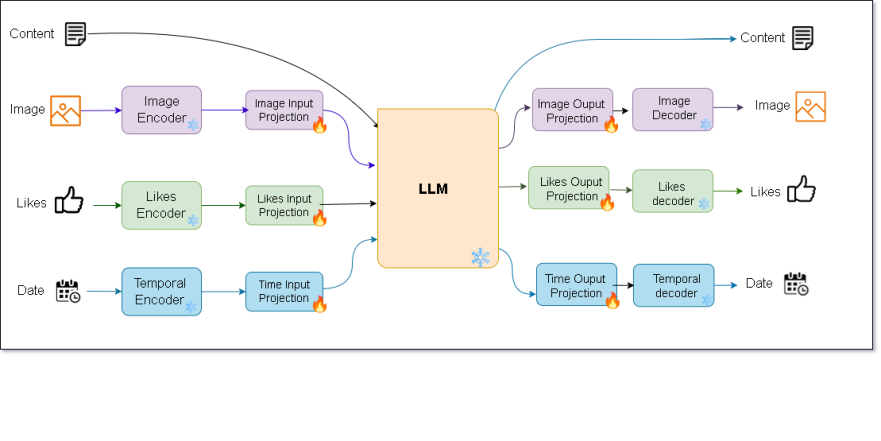 Content
Image
Image
Encoder
Image Input
Projection
Likes
Likes
Encoder
Likes Input
Projection
Date
Temporal
Encoder
Time Input
Projection
LLM
Content
Image Ouput
Projection
Image
Decoder
Image
Likes Ouput
Projection
Likes
decoder
Likes
Time Ouput
Projection
Temporal
decoder
Date